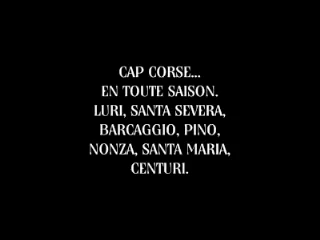 CAP CORSE...
EN TOUTE SAISON.
LURI, SANTA SEVERA,
BARCAGGIO, PINO,
NONZA, SANTA MARIA,
CENTURI.